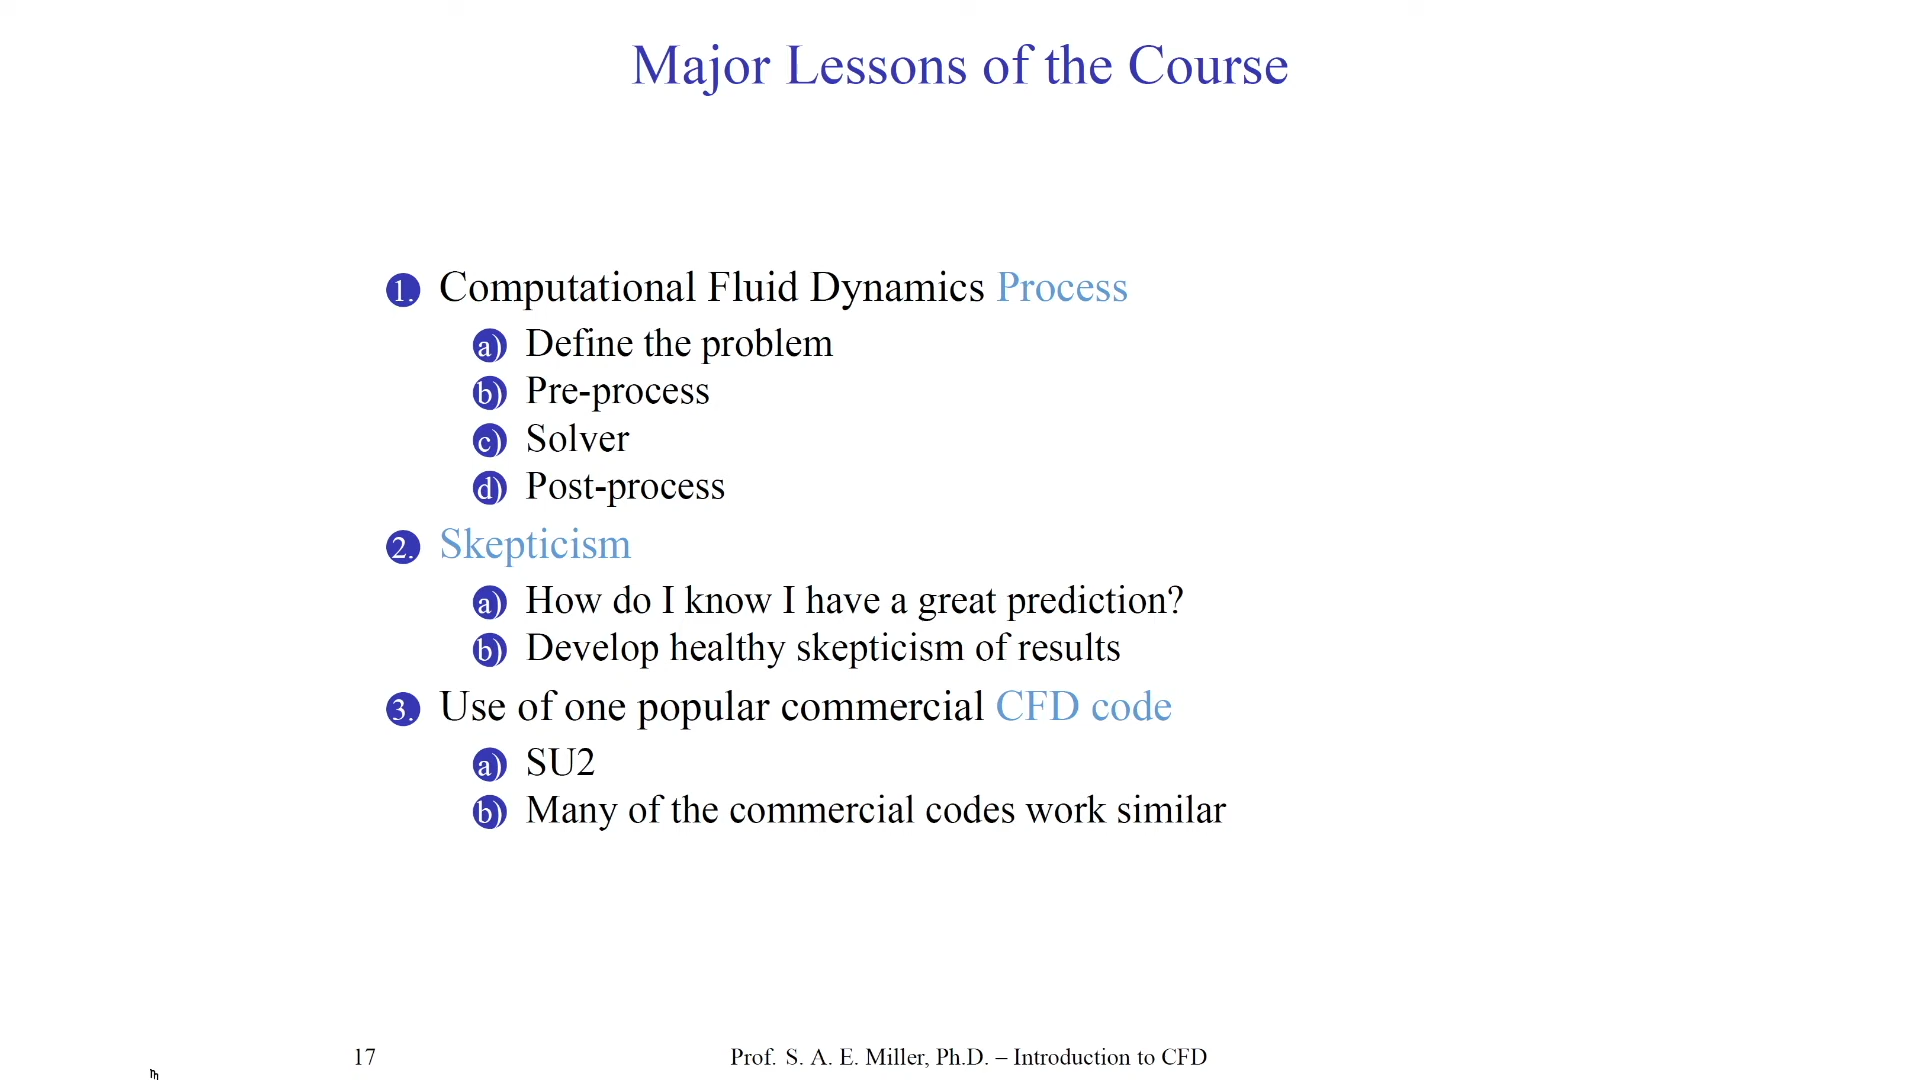 Major Lessons of the Course
1. Computational Fluid Dynamics Process
a) Define the problem
b) Pre-process
c) Solver
d) Post-process
2. Skepticism
a) How do I know I have a great prediction?
b) Develop healthy skepticism of results
3. Use of one popular commercial CFD code
a) SU2
b) Many of the commercial codes work similar
17 Prof. S. A. E. Miller, Ph.D. – Introduction to CFD